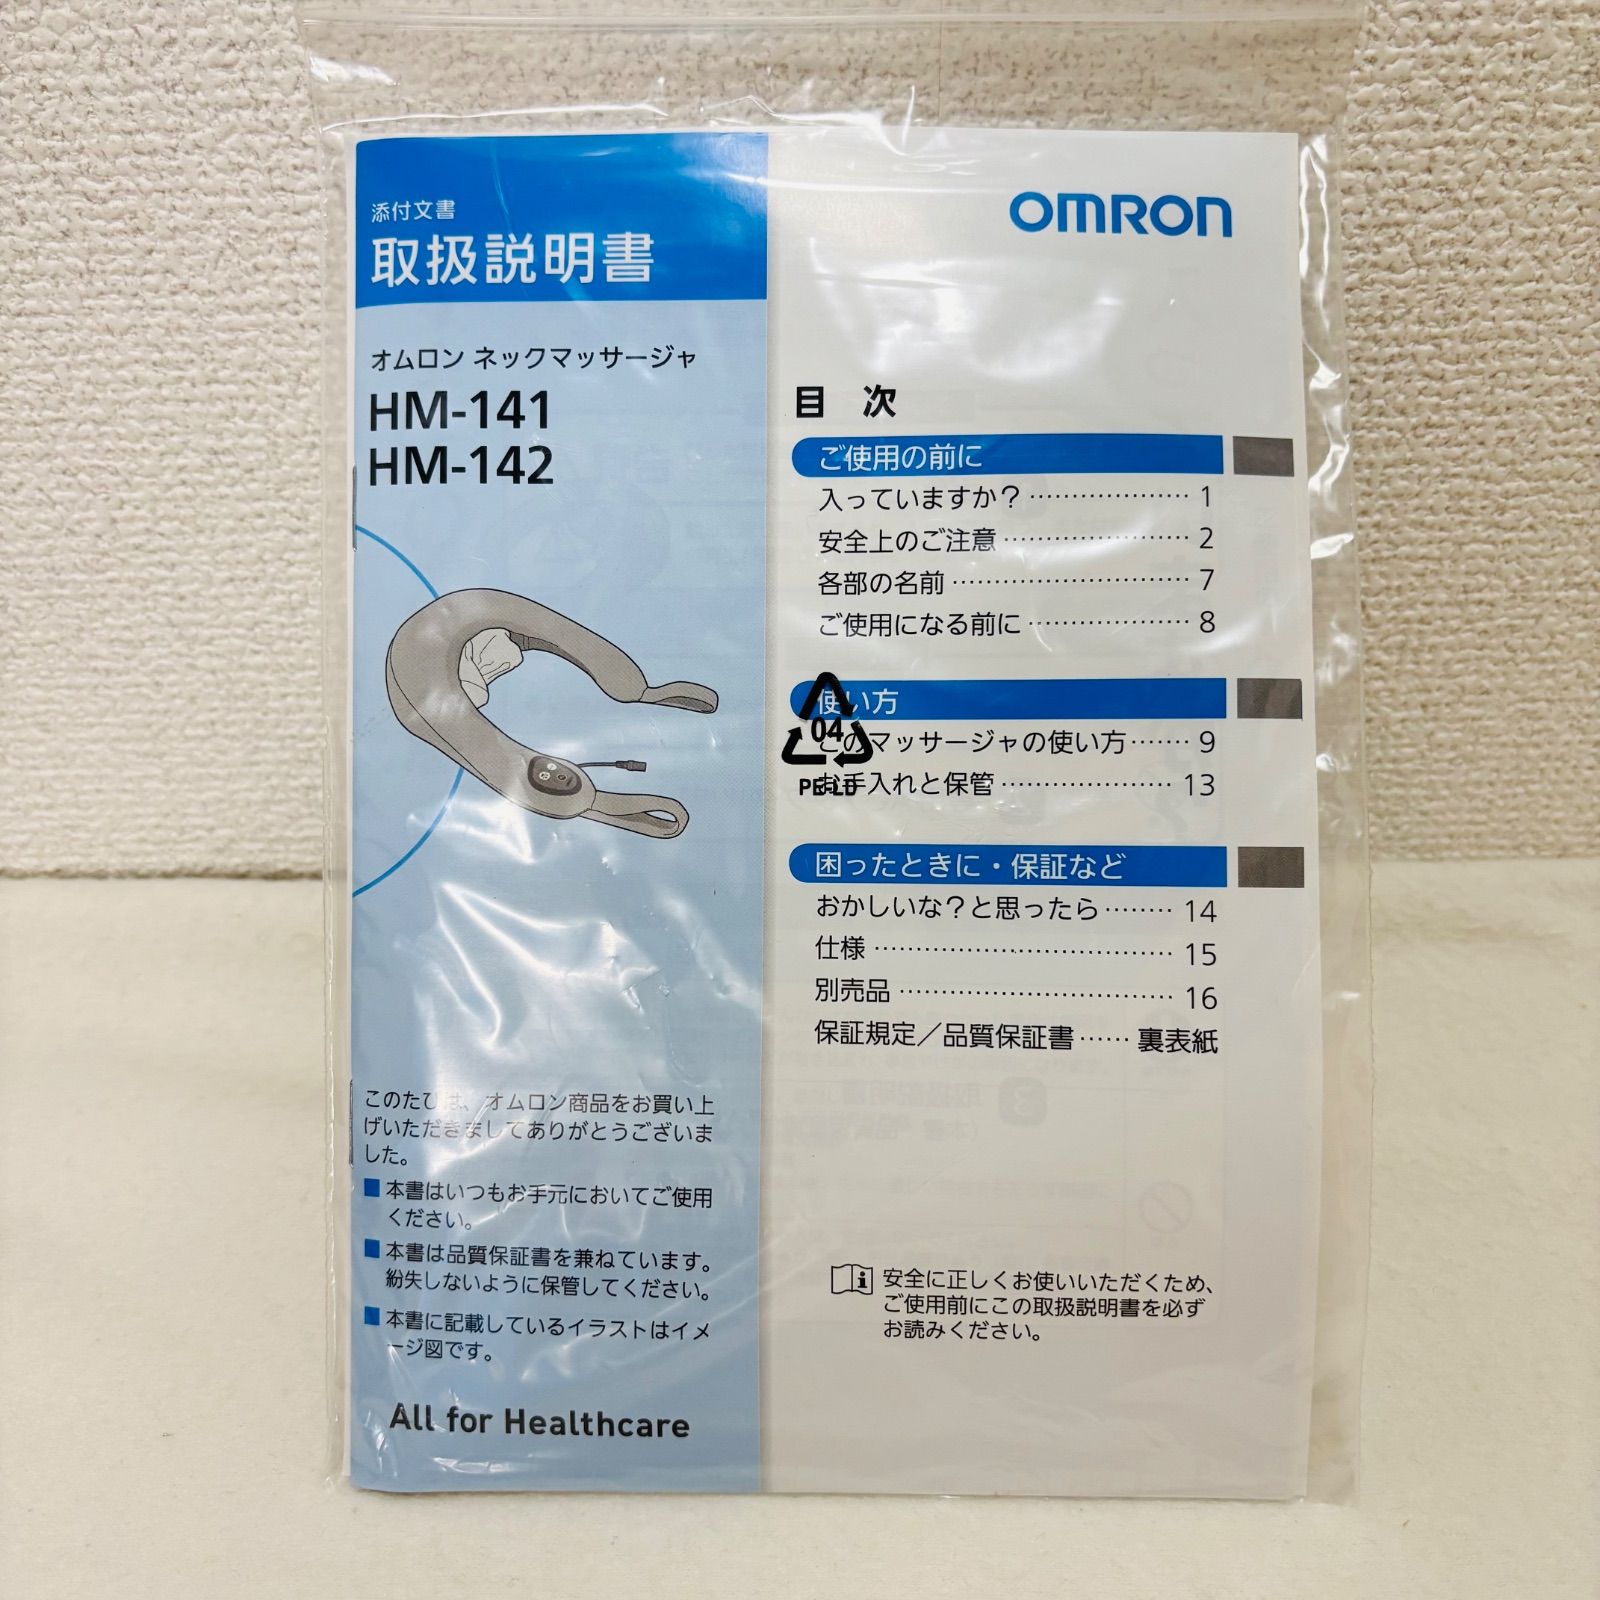 添付文書
取扱説明書
オムロン ネックマッサージャ
HM-141
HM-142
このたびは、オムロン商品をお買い上
げいただきましてありがとうございま
した。
■本書はいつもお手元においてご使用
ください。
■本書は品質保証書を兼ねています。
紛失しないように保管してください。
■本書に記載しているイラストはイメ
ージ図です。
All for Healthcare
OMRON
目 次
ご使用の前に
入っていますか？ ………………… 1
安全上のご注意 …………………… 2
各部の名前 ………………………… 7
ご使用になる前に ………………… 8
使い方
このマッサージャの使い方 ……… 9
お手入れと保管 ………………… 13
04
PE-LD
困ったときに・保証など
おかしいな？と思ったら ……… 14
仕様 ……………………………… 15
別売品 …………………………… 16
保証規定／品質保証書 …… 裏表紙
安全に正しくお使いいただくため、
ご使用前にこの取扱説明書を必ず
お読みください。